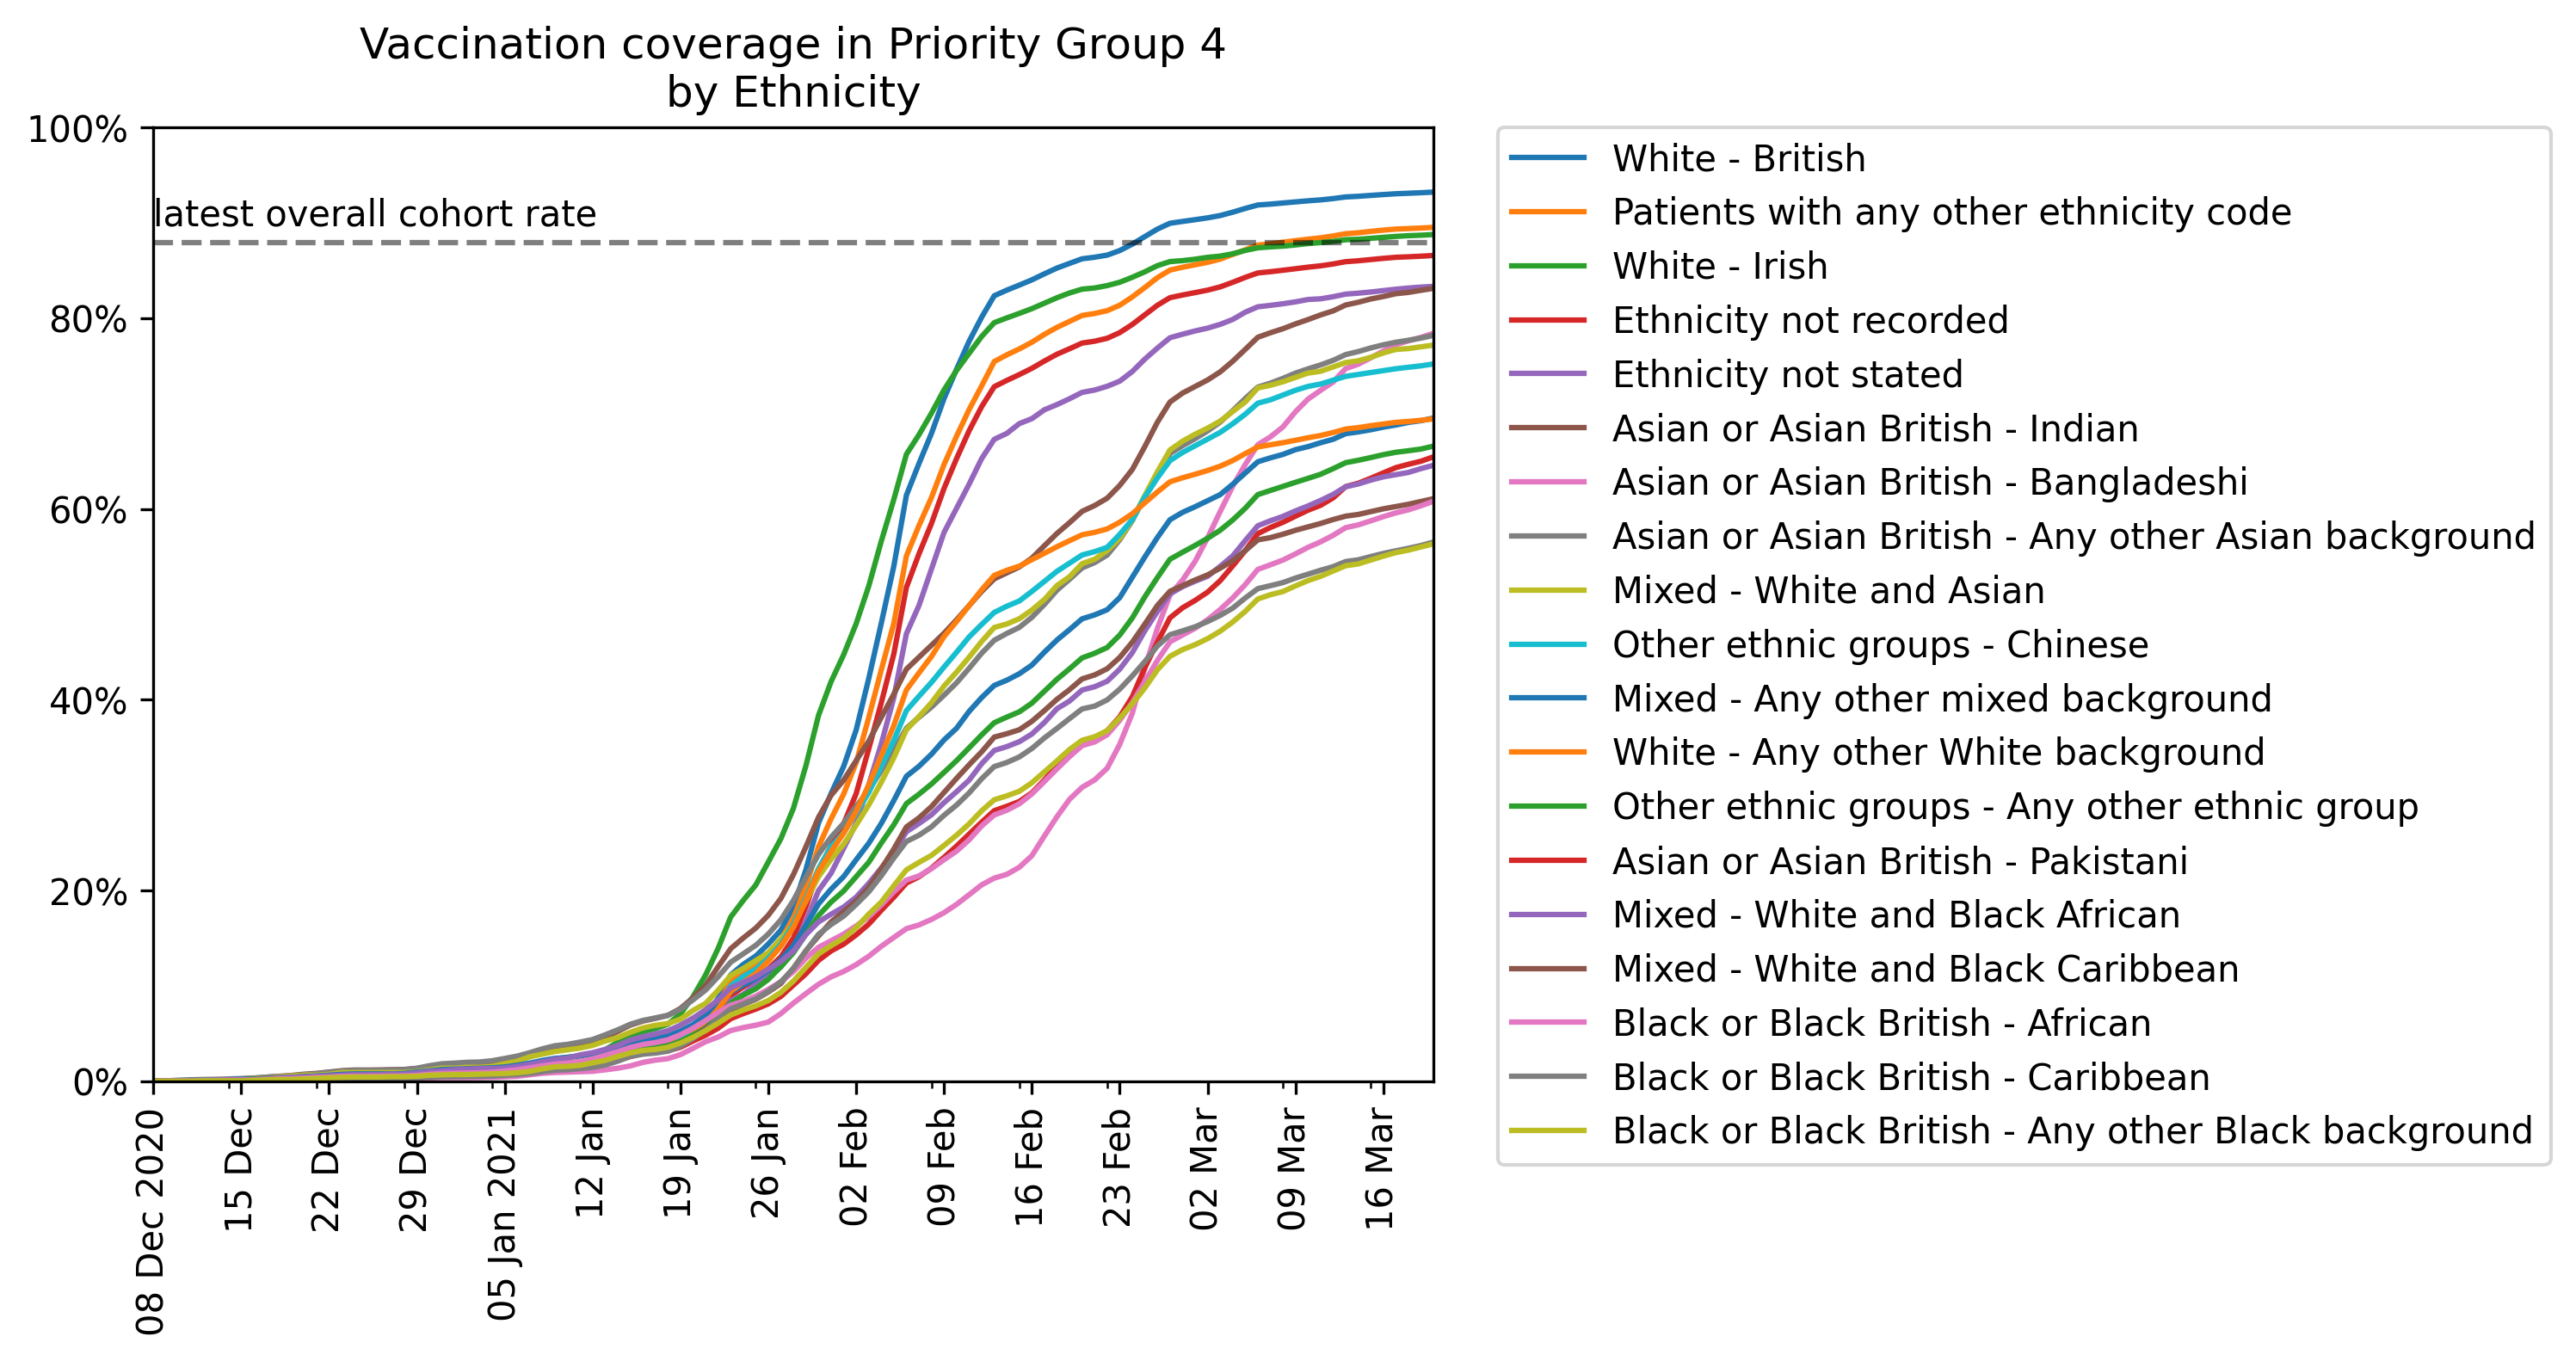 Vaccination coverage in Priority Group 4
by Ethnicity
100%
80%
60%
40%
20%
0%
latest overall cohort rate
08 Dec 2020
15 Dec
22 Dec
29 Dec
05 Jan 2021
12 Jan
19 Jan
26 Jan
02 Feb
09 Feb
16 Feb
23 Feb
02 Mar
09 Mar
16 Mar
White - British
Patients with any other ethnicity code
White - Irish
Ethnicity not recorded
Ethnicity not stated
Asian or Asian British - Indian
Asian or Asian British - Bangladeshi
Asian or Asian British - Any other Asian background
Mixed - White and Asian
Other ethnic groups - Chinese
Mixed - Any other mixed background
White - Any other White background
Other ethnic groups - Any other ethnic group
Asian or Asian British - Pakistani
Mixed - White and Black African
Mixed - White and Black Caribbean
Black or Black British - African
Black or Black British - Caribbean
Black or Black British - Any other Black background